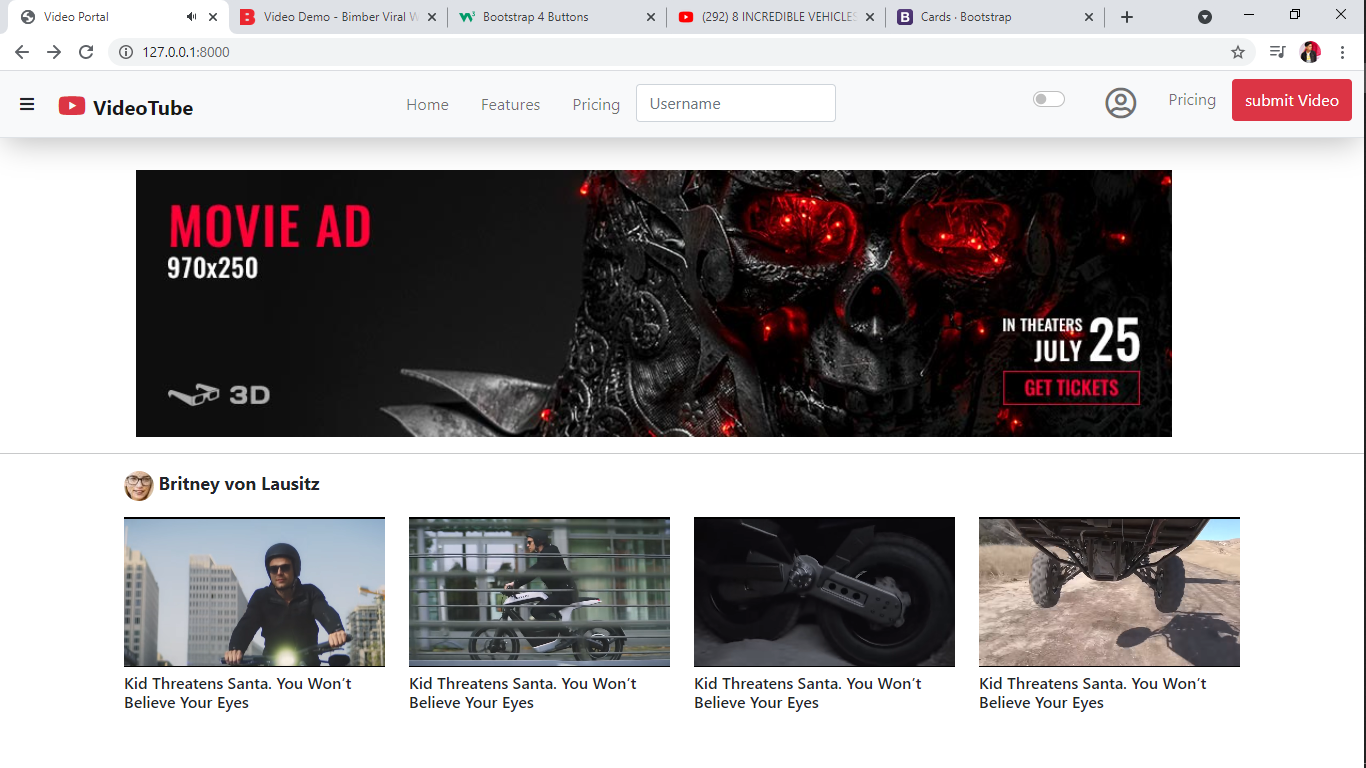 Video Portal
Video Demo - Bimber Viral W
Bootstrap 4 Buttons
(292) 8 INCREDIBLE VEHICLES
Cards · Bootstrap
127.0.0.1:8000
VideoTube
Home
Features
Pricing
Username
Pricing
submit Video
MOVIE AD
970x250
3D
IN THEATERS
JULY 25
GET TICKETS
Britney von Lausitz
Kid Threatens Santa. You Won’t
Believe Your Eyes
Kid Threatens Santa. You Won’t
Believe Your Eyes
Kid Threatens Santa. You Won’t
Believe Your Eyes
Kid Threatens Santa. You Won’t
Believe Your Eyes